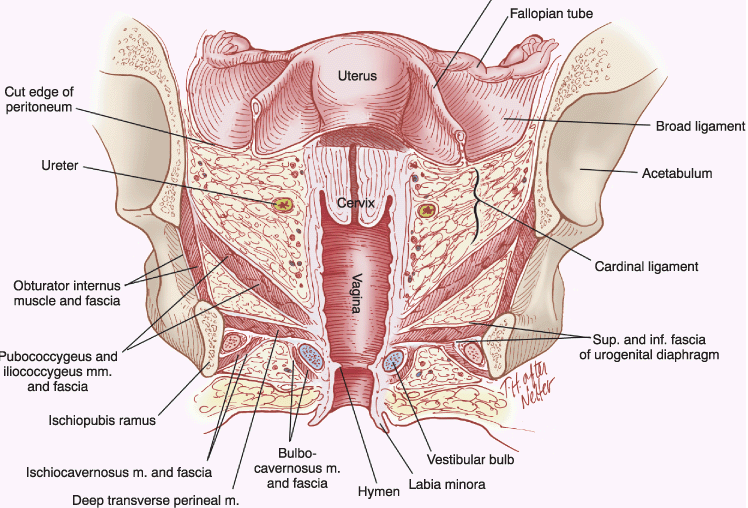 Fallopian tube
Uterus
Cut edge of
peritoneum
Broad ligament
Ureter
Acetabulum
Cervix
Cardinal ligament
Vagina
Obturator internus
muscle and fascia
Sup. and inf. fascia
of urogenital diaphragm
Pubococcygeus and
iliococcygeus mm.
and fascia
T.H. after
Netter
Ischiopubis ramus
Bulbo-
cavernosus m.
and fascia
Vestibular bulb
Ischiocavernosus m. and fascia
Labia minora
Hymen
Deep transverse perineal m.